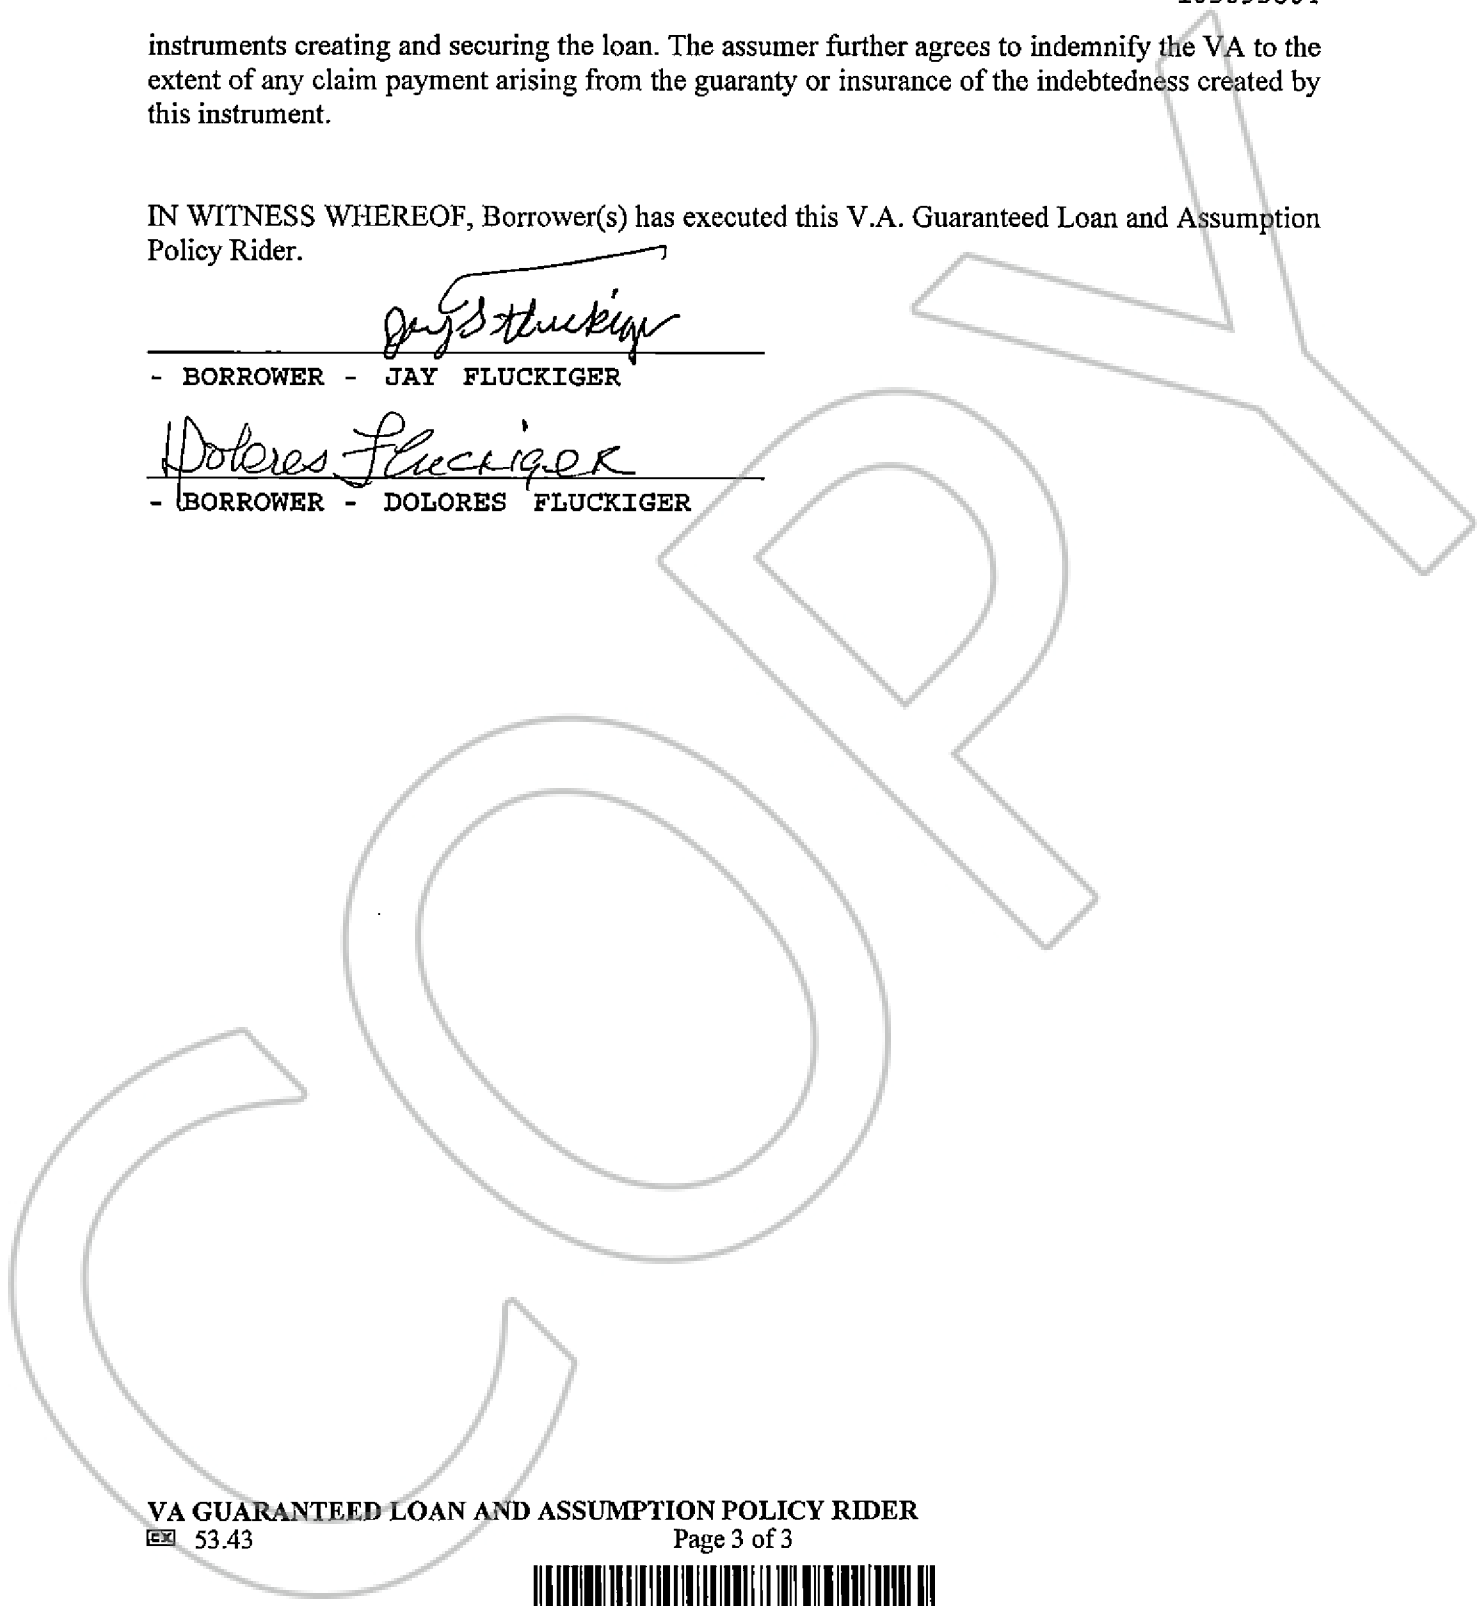 instruments creating and securing the loan. The assumer further agrees to indemnify the VA to the
extent of any claim payment arising from the guaranty or insurance of the indebtedness created by
this instrument.
IN WITNESS WHEREOF, Borrower(s) has executed this V.A. Guaranteed Loan and Assumption
Policy Rider.
Jay S Fluckiger
- BORROWER - JAY FLUCKIGER
Dolores Fluckiger
- BORROWER - DOLORES FLUCKIGER
COPY
VA GUARANTEED LOAN AND ASSUMPTION POLICY RIDER
CX 53.43
Page 3 of 3